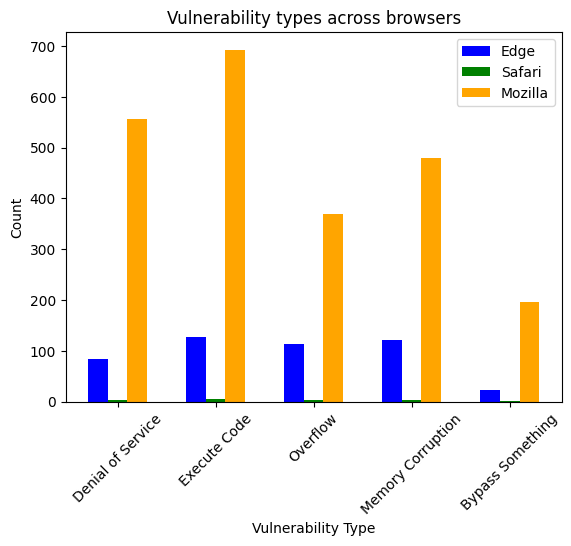 Vulnerability types across browsers
Edge
Safari
Mozilla
700
600
500
400
300
200
100
0
Count
Denial of Service
Execute Code
Overflow
Memory Corruption
Bypass Something
Vulnerability Type